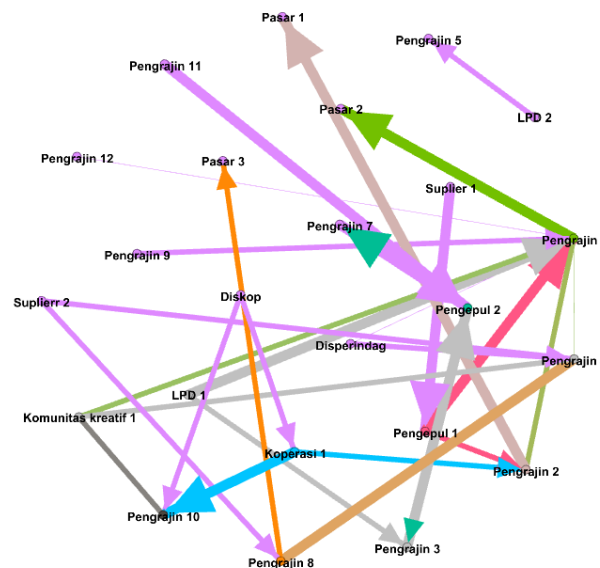 Pasar 1
Pengrajin 5
Pengrajin 11
Pasar 2
LPD 2
Pengrajin 12
Pasar 3
Suplier 1
Pengrajin 7
Pengrajin
Pengrajin 9
Suplierr 2
Diskop
Pengepul 2
Disperindag
Pengrajin
LPD 1
Komunitas kreatif 1
Pengepul 1
Koperasi 1
Pengrajin 2
Pengrajin 10
Pengrajin 3
Pengrajin 8